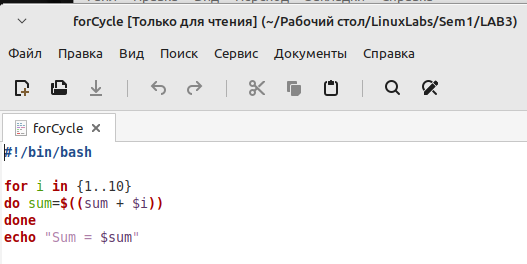 forCycle [Только для чтения] (~/Рабочий стол/LinuxLabs/Sem1/LAB3)
Файл Правка Вид Поиск Сервис Документы Справка
forCycle
#!/bin/bash
for i in {1..10}
do sum=$((sum + $i))
done
echo "Sum = $sum"